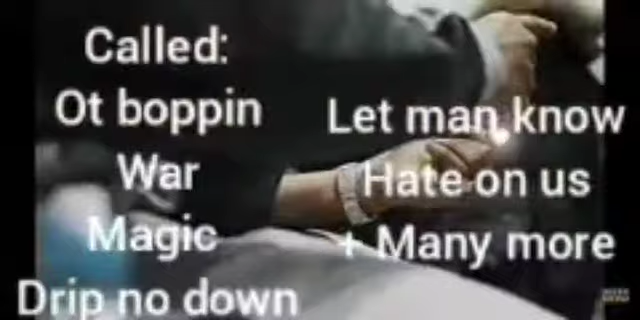 Called:
Ot boppin
War
Magic
Drip no down
Let man know
Hate on us
+ Many more